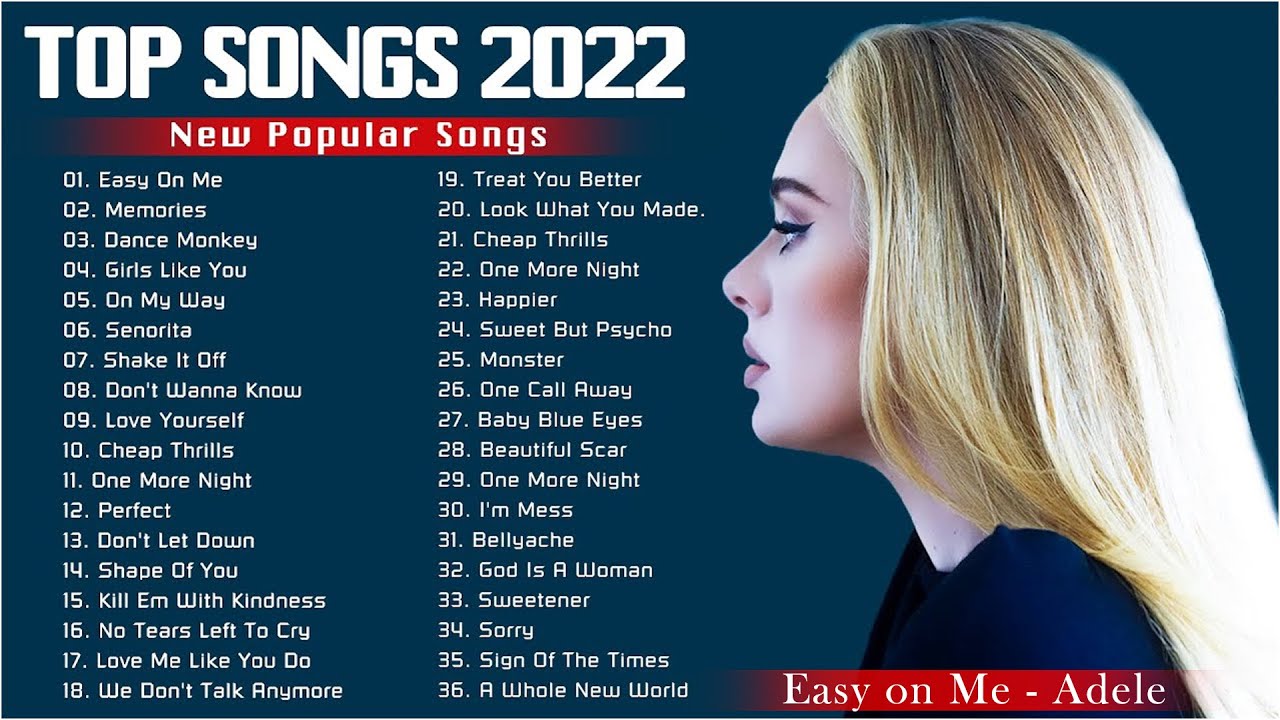 TOP SONGS 2022
New Popular Songs
01. Easy On Me
02. Memories
03. Dance Monkey
04. Girls Like You
05. On My Way
06. Senorita
07. Shake It Off
08. Don't Wanna Know
09. Love Yourself
10. Cheap Thrills
11. One More Night
12. Perfect
13. Don't Let Down
14. Shape Of You
15. Kill Em With Kindness
16. No Tears Left To Cry
17. Love Me Like You Do
18. We Don't Talk Anymore
19. Treat You Better
20. Look What You Made.
21. Cheap Thrills
22. One More Night
23. Happier
24. Sweet But Psycho
25. Monster
26. One Call Away
27. Baby Blue Eyes
28. Beautiful Scar
29. One More Night
30. I'm Mess
31. Bellyache
32. God Is A Woman
33. Sweetener
34. Sorry
35. Sign Of The Times
36. A Whole New World
Easy on Me - Adele